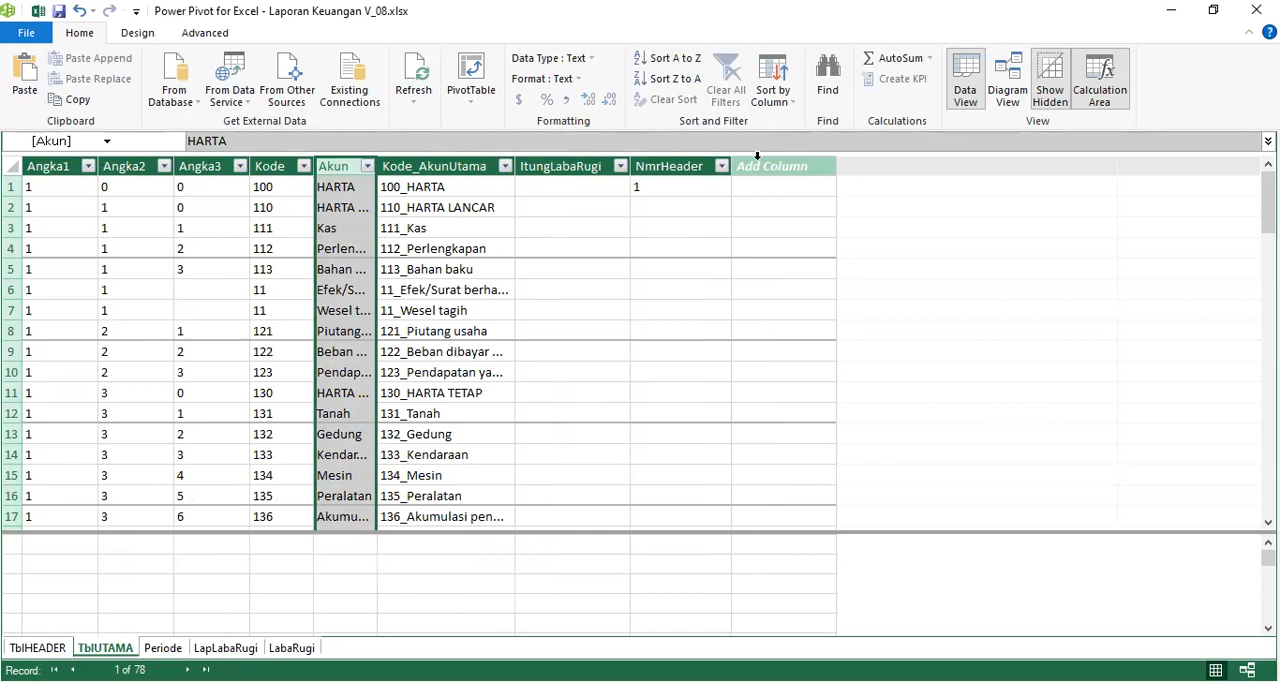 Power Pivot for Excel - Laporan Keuangan V_08.xlsx
File Home Design Advanced
Paste
Paste Append
Paste Replace
Copy
Clipboard
From Database
From Data Service
From Other Sources
Existing Connections
Get External Data
Refresh
PivotTable
Data Type : Text
Format : Text
$ % ,
Formatting
Sort A to Z
Sort Z to A
Clear Sort
Clear All Filters
Sort by Column
Sort and Filter
Find
Find
AutoSum
Create KPI
Calculations
Data View
Diagram View
Show Hidden
Calculation Area
View
[Akun] HARTA
Angka1 Angka2 Angka3 Kode Akun Kode_AkunUtama ItungLabaRugi NmrHeader Add Column
1 1 0 0 100 HARTA 100_HARTA 1
2 1 1 0 110 HARTA ... 110_HARTA LANCAR
3 1 1 1 111 Kas 111_Kas
4 1 1 2 112 Perlen... 112_Perlengkapan
5 1 1 3 113 Bahan ... 113_Bahan baku
6 1 1 11 Efek/S... 11_Efek/Surat berha...
7 1 1 11 Wesel t... 11_Wesel tagih
8 1 2 1 121 Piutang... 121_Piutang usaha
9 1 2 2 122 Beban ... 122_Beban dibayar ...
10 1 2 3 123 Pendap... 123_Pendapatan ya...
11 1 3 0 130 HARTA ... 130_HARTA TETAP
12 1 3 1 131 Tanah 131_Tanah
13 1 3 2 132 Gedung 132_Gedung
14 1 3 3 133 Kendar... 133_Kendaraan
15 1 3 4 134 Mesin 134_Mesin
16 1 3 5 135 Peralatan 135_Peralatan
17 1 3 6 136 Akumu... 136_Akumulasi pen...
TblHEADER TblUTAMA Periode LapLabaRugi LabaRugi
Record: 1 of 78